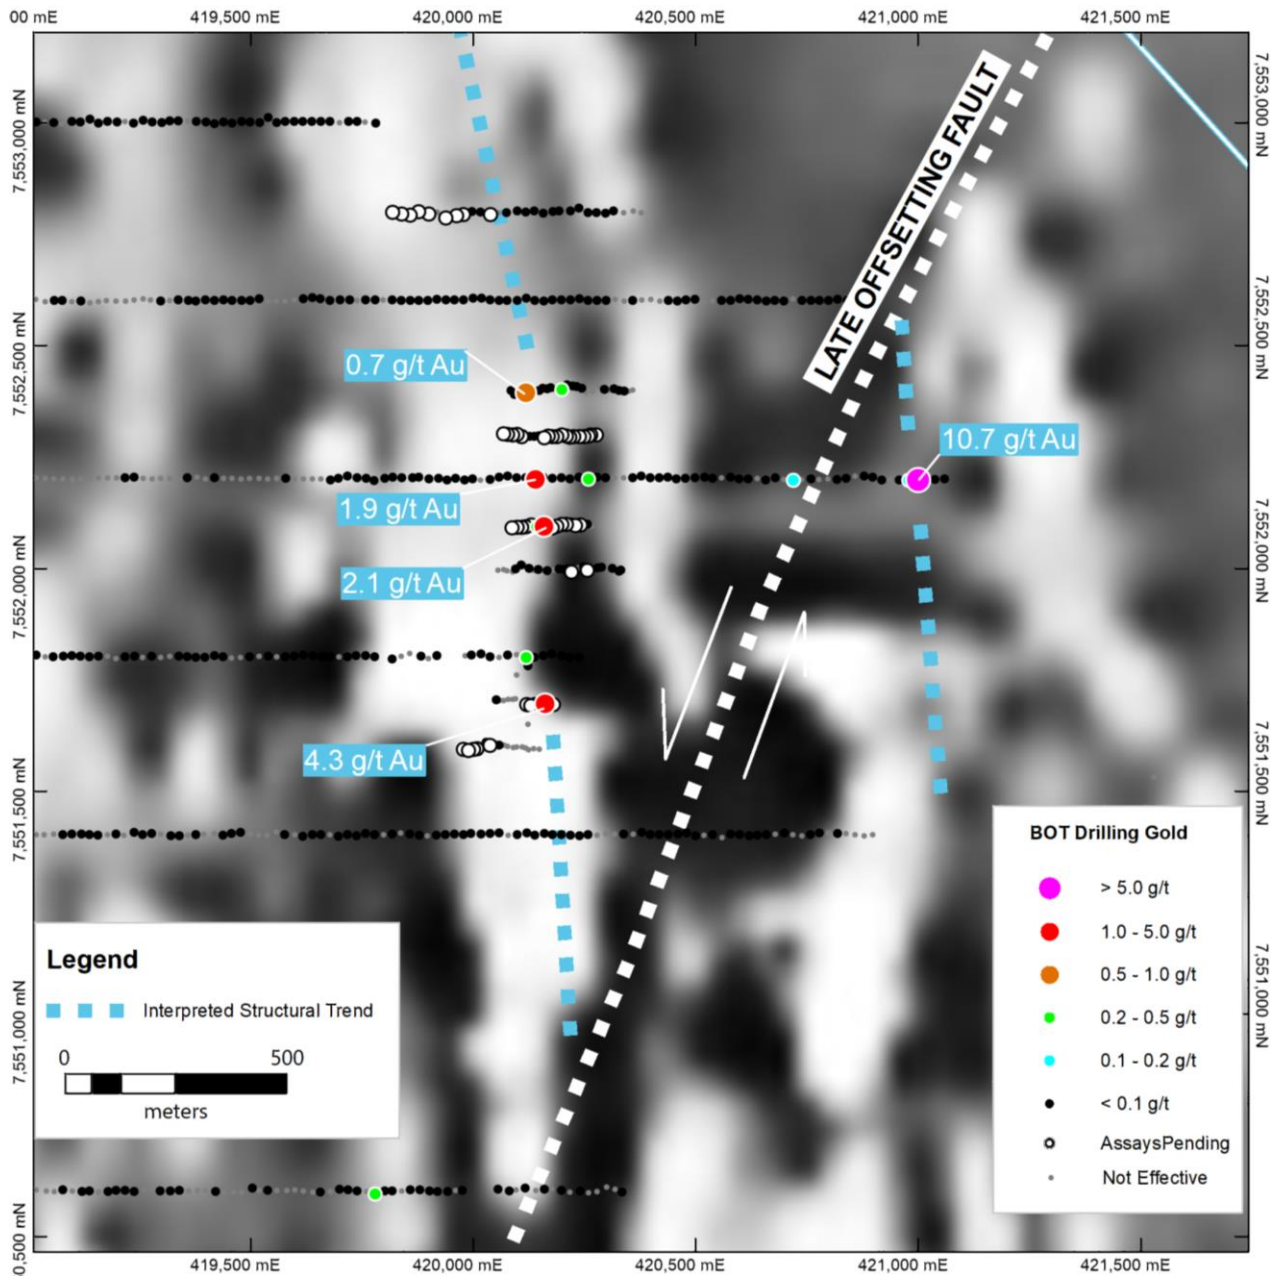 00 mE 419,500 mE 420,000 mE 420,500 mE 421,000 mE 421,500 mE
7,553,000 mN
7,553,000 mN
LATE OFFSETTING FAULT
7,552,500 mN
7,552,500 mN
0.7 g/t Au
10.7 g/t Au
1.9 g/t Au
2.1 g/t Au
7,552,000 mN
7,552,000 mN
4.3 g/t Au
7,551,500 mN
7,551,500 mN
BOT Drilling Gold
> 5.0 g/t
1.0 - 5.0 g/t
0.5 - 1.0 g/t
0.2 - 0.5 g/t
0.1 - 0.2 g/t
< 0.1 g/t
AssaysPending
Not Effective
Legend
Interpreted Structural Trend
0 500
meters
7,551,000 mN
7,551,000 mN
0,500 mN
419,500 mE 420,000 mE 420,500 mE 421,000 mE 421,500 mE